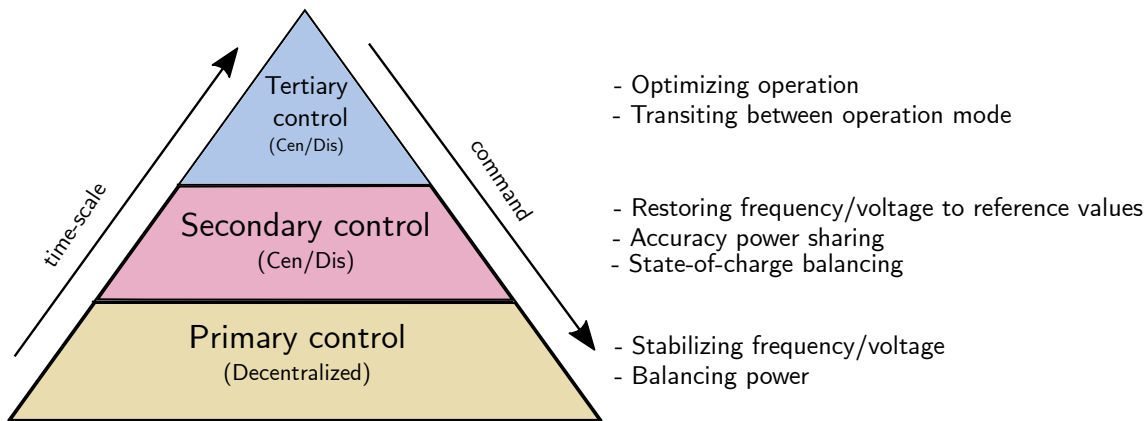 Tertiary
control
(Cen/Dis)
- Optimizing operation
- Transiting between operation mode
time-scale
command
Secondary control
(Cen/Dis)
- Restoring frequency/voltage to reference values
- Accuracy power sharing
- State-of-charge balancing
Primary control
(Decentralized)
- Stabilizing frequency/voltage
- Balancing power